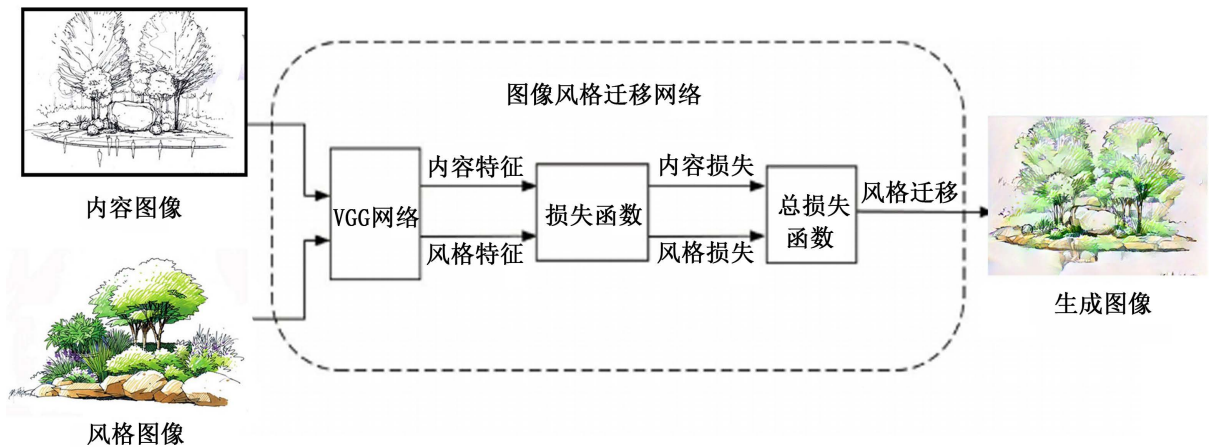 图像风格迁移网络
内容图像
VGG网络
内容特征
风格特征
损失函数
内容损失
风格损失
总损失
函数
风格迁移
生成图像
风格图像